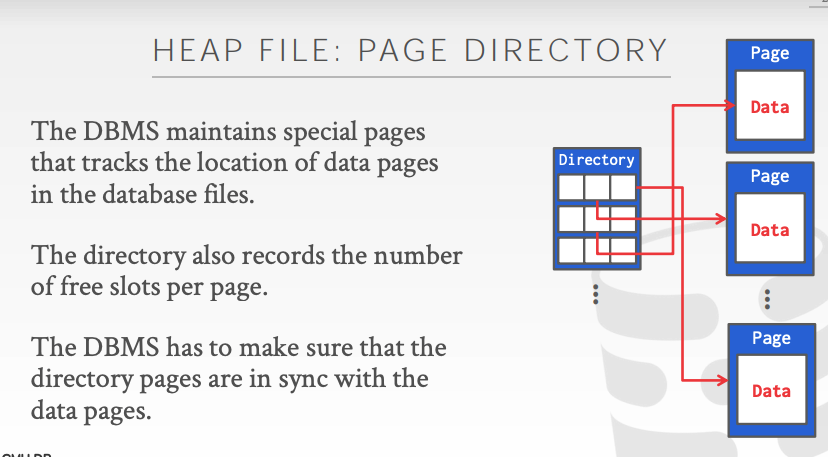 HEAP FILE: PAGE DIRECTORY
The DBMS maintains special pages
that tracks the location of data pages
in the database files.
The directory also records the number
of free slots per page.
The DBMS has to make sure that the
directory pages are in sync with the
data pages.
Directory
Page
Data
Page
Data
Page
Data